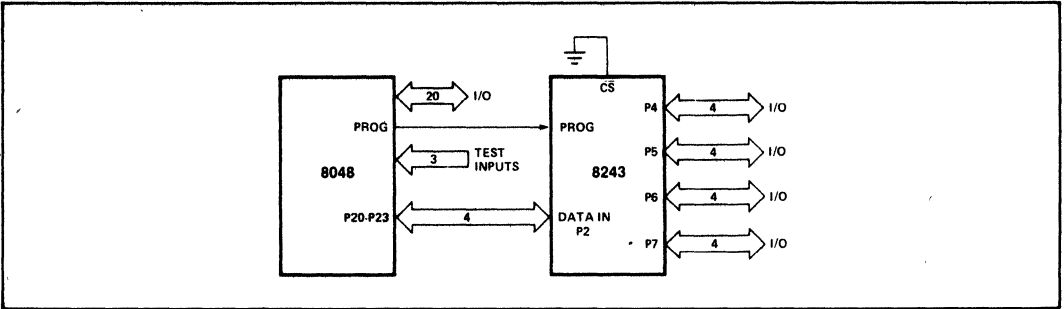 CS
20 I/O
PROG
PROG
3 TEST
INPUTS
8048
8243
P20-P23
4
DATA IN
P2
P4 4 I/O
P5 4 I/O
P6 4 I/O
P7 4 I/O